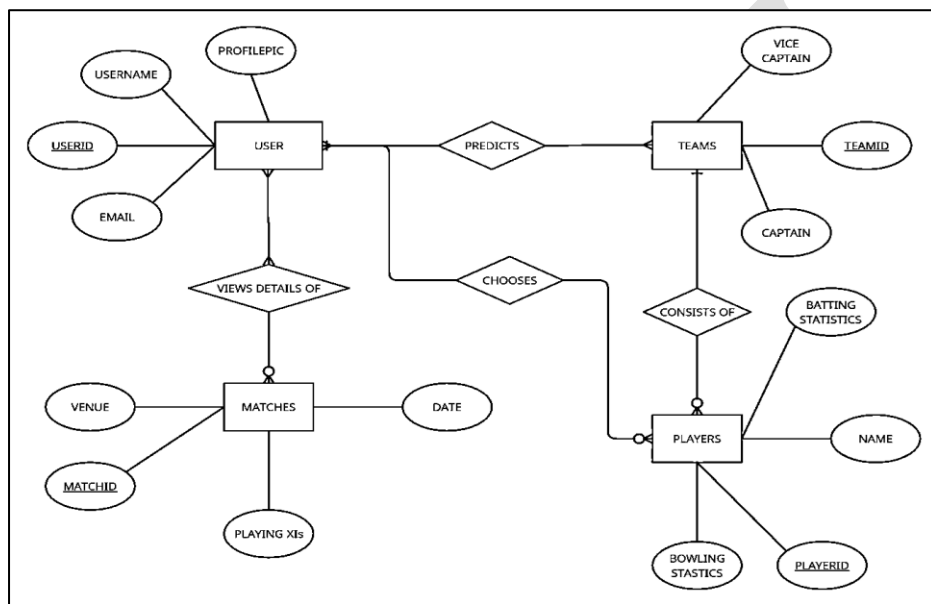 PROFILEPIC
USERNAME
USERID
EMAIL
USER
PREDICTS
TEAMS
VICE
CAPTAIN
TEAMID
CAPTAIN
VIEWS DETAILS OF
CHOOSES
CONSISTS OF
BATTING
STATISTICS
VENUE
MATCHES
DATE
MATCHID
PLAYING XIs
PLAYERS
NAME
BOWLING
STASTICS
PLAYERID